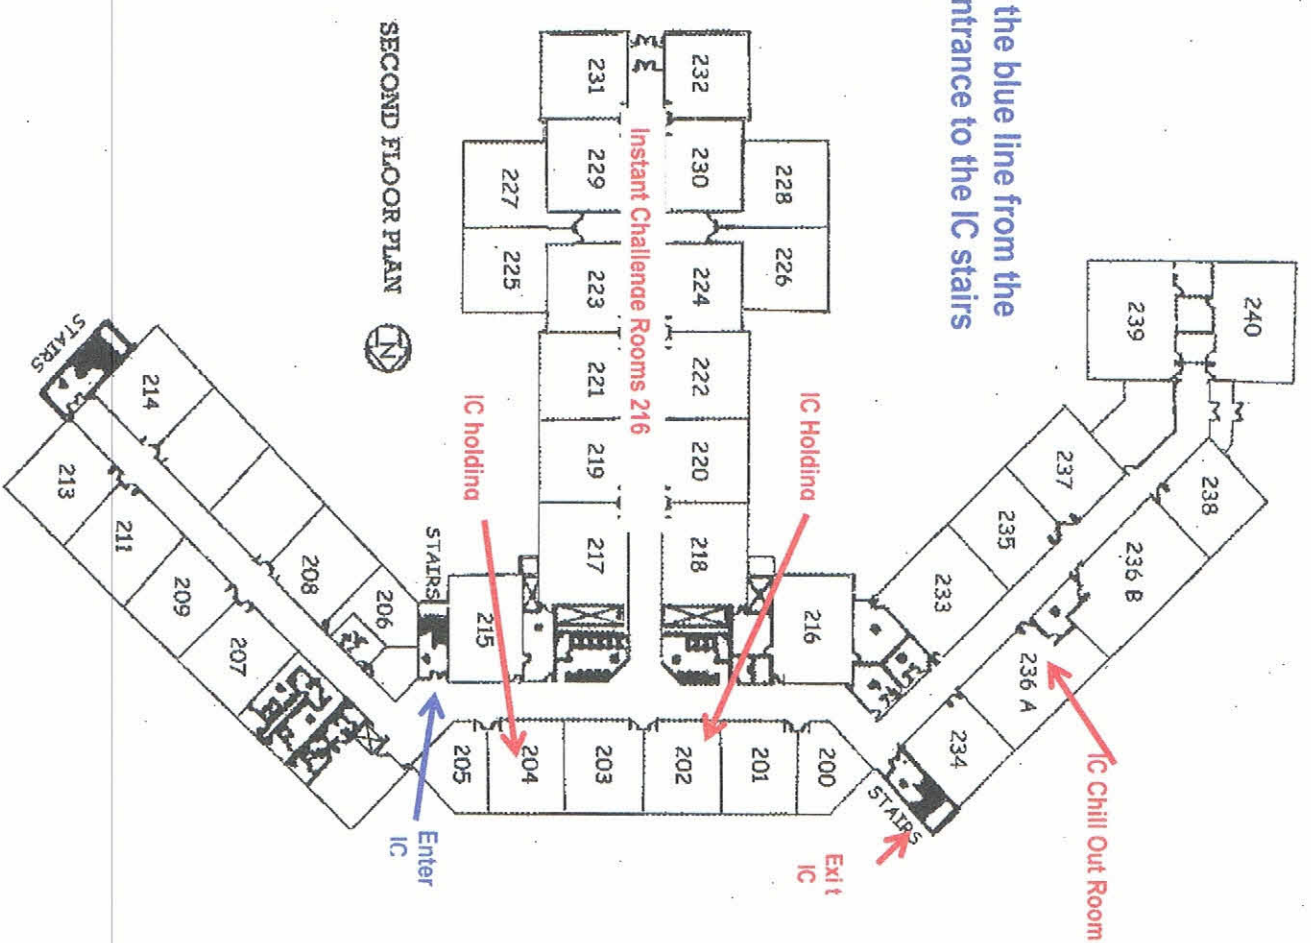 the blue line from the
ntrance to the IC stairs
SECOND FLOOR PLAN
N
231
232
229
230
227
228
225
226
223
224
221
222
219
220
217
218
215
216
Instant Challenge Rooms 216
IC holding
IC Holding
240
239
238
237
236 B
235
236 A
233
234
STAIRS
200
201
202
203
204
205
STAIRS
206
207
208
209
211
213
214
STAIRS
Enter
IC
Exit
IC
IC Chill Out Room